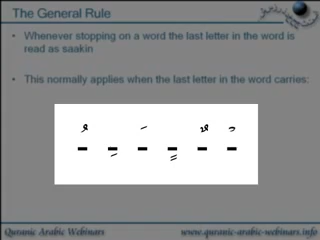 The General Rule
• Whenever stopping on a word the last letter in the word is
read as saakin
• This normally applies when the last letter in the word carries:
Quranic Arabic Webinars
www.quranic-arabic-webinars.info